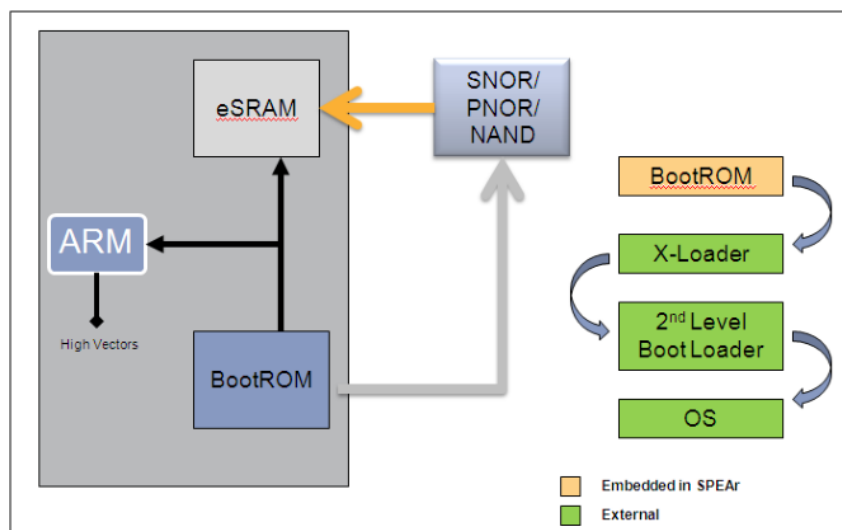 eSRAM
SNOR/
PNOR/
NAND
ARM
High Vectors
BootROM
BootROM
X-Loader
2nd Level
Boot Loader
OS
Embedded in SPEAr
External